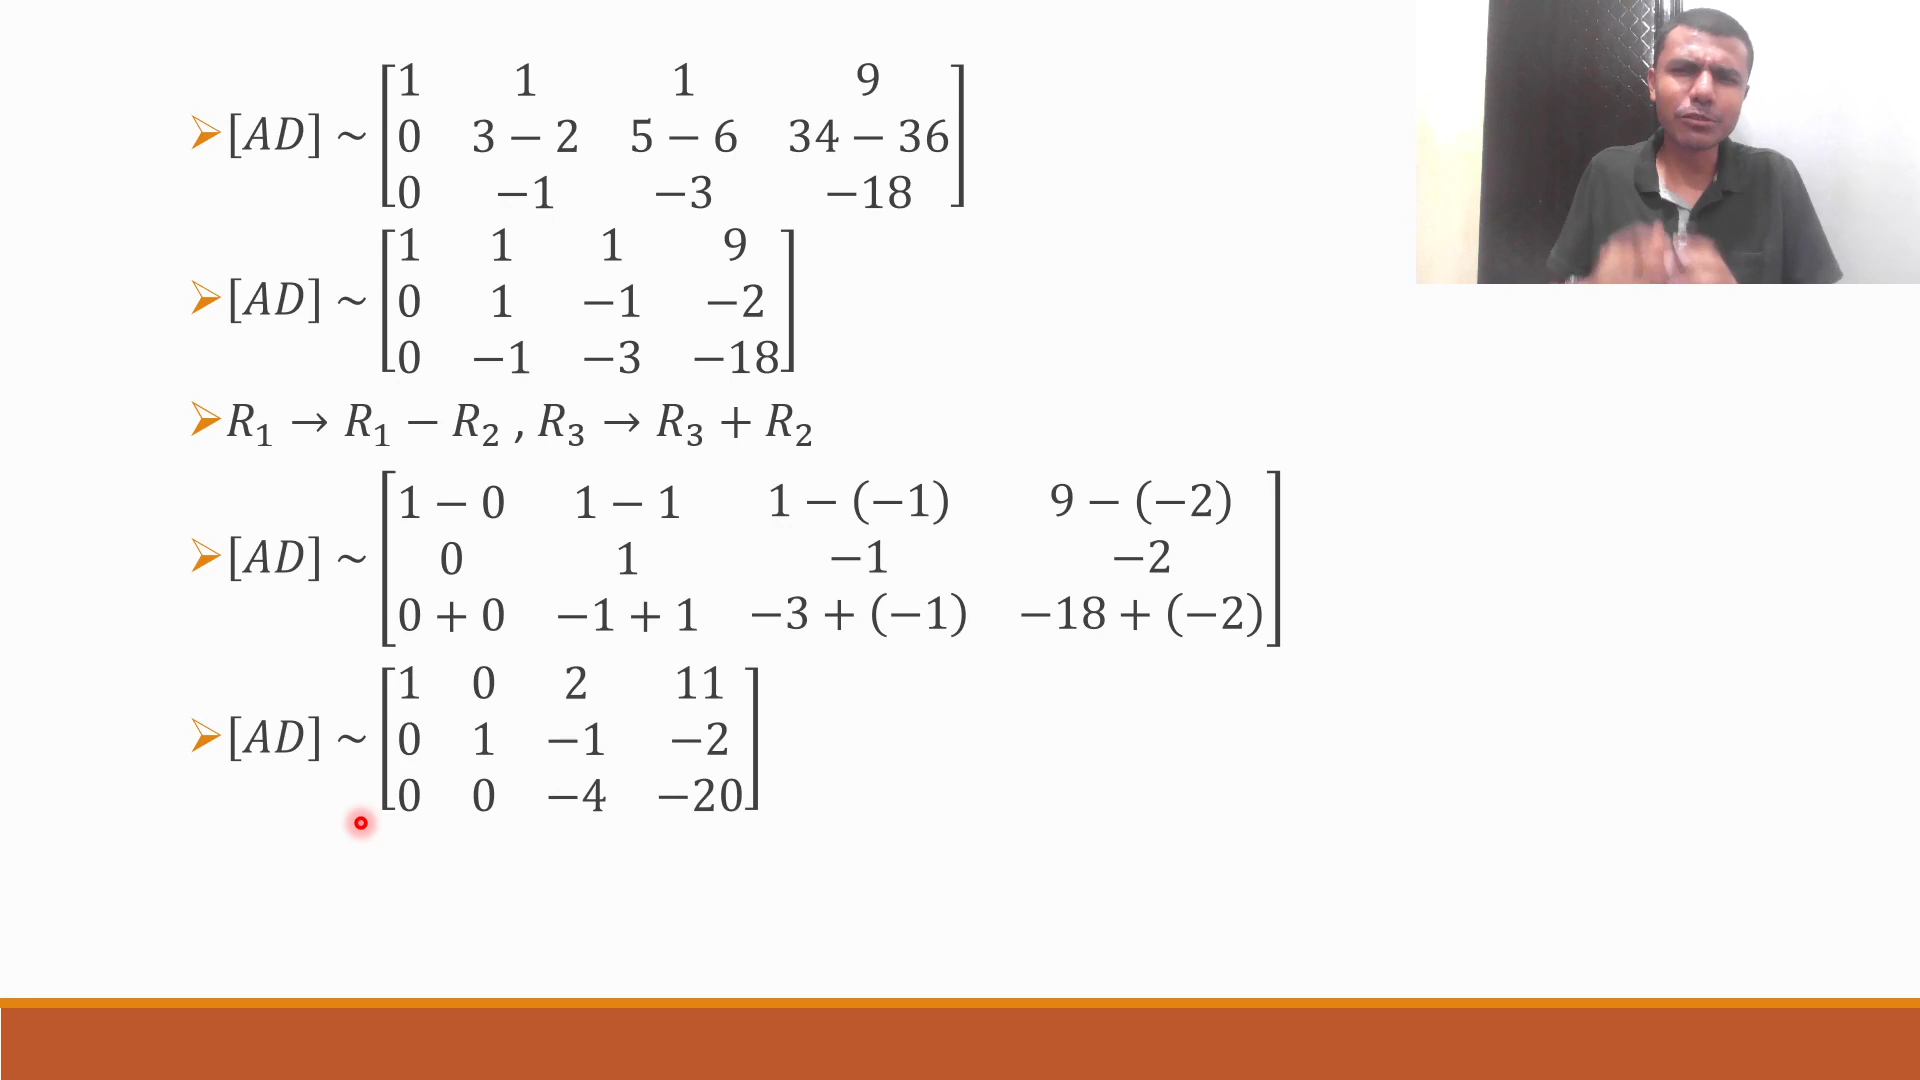 [AD] ~ [1 1 1 9
0 3 − 2 5 − 6 34 − 36
0 −1 −3 −18]
[AD] ~ [1 1 1 9
0 1 −1 −2
0 −1 −3 −18]
R₁ → R₁ − R₂ , R₃ → R₃ + R₂
[AD] ~ [1 − 0 1 − 1 1 − (−1) 9 − (−2)
0 1 −1 −2
0 + 0 −1 + 1 −3 + (−1) −18 + (−2)]
[AD] ~ [1 0 2 11
0 1 −1 −2
0 0 −4 −20]